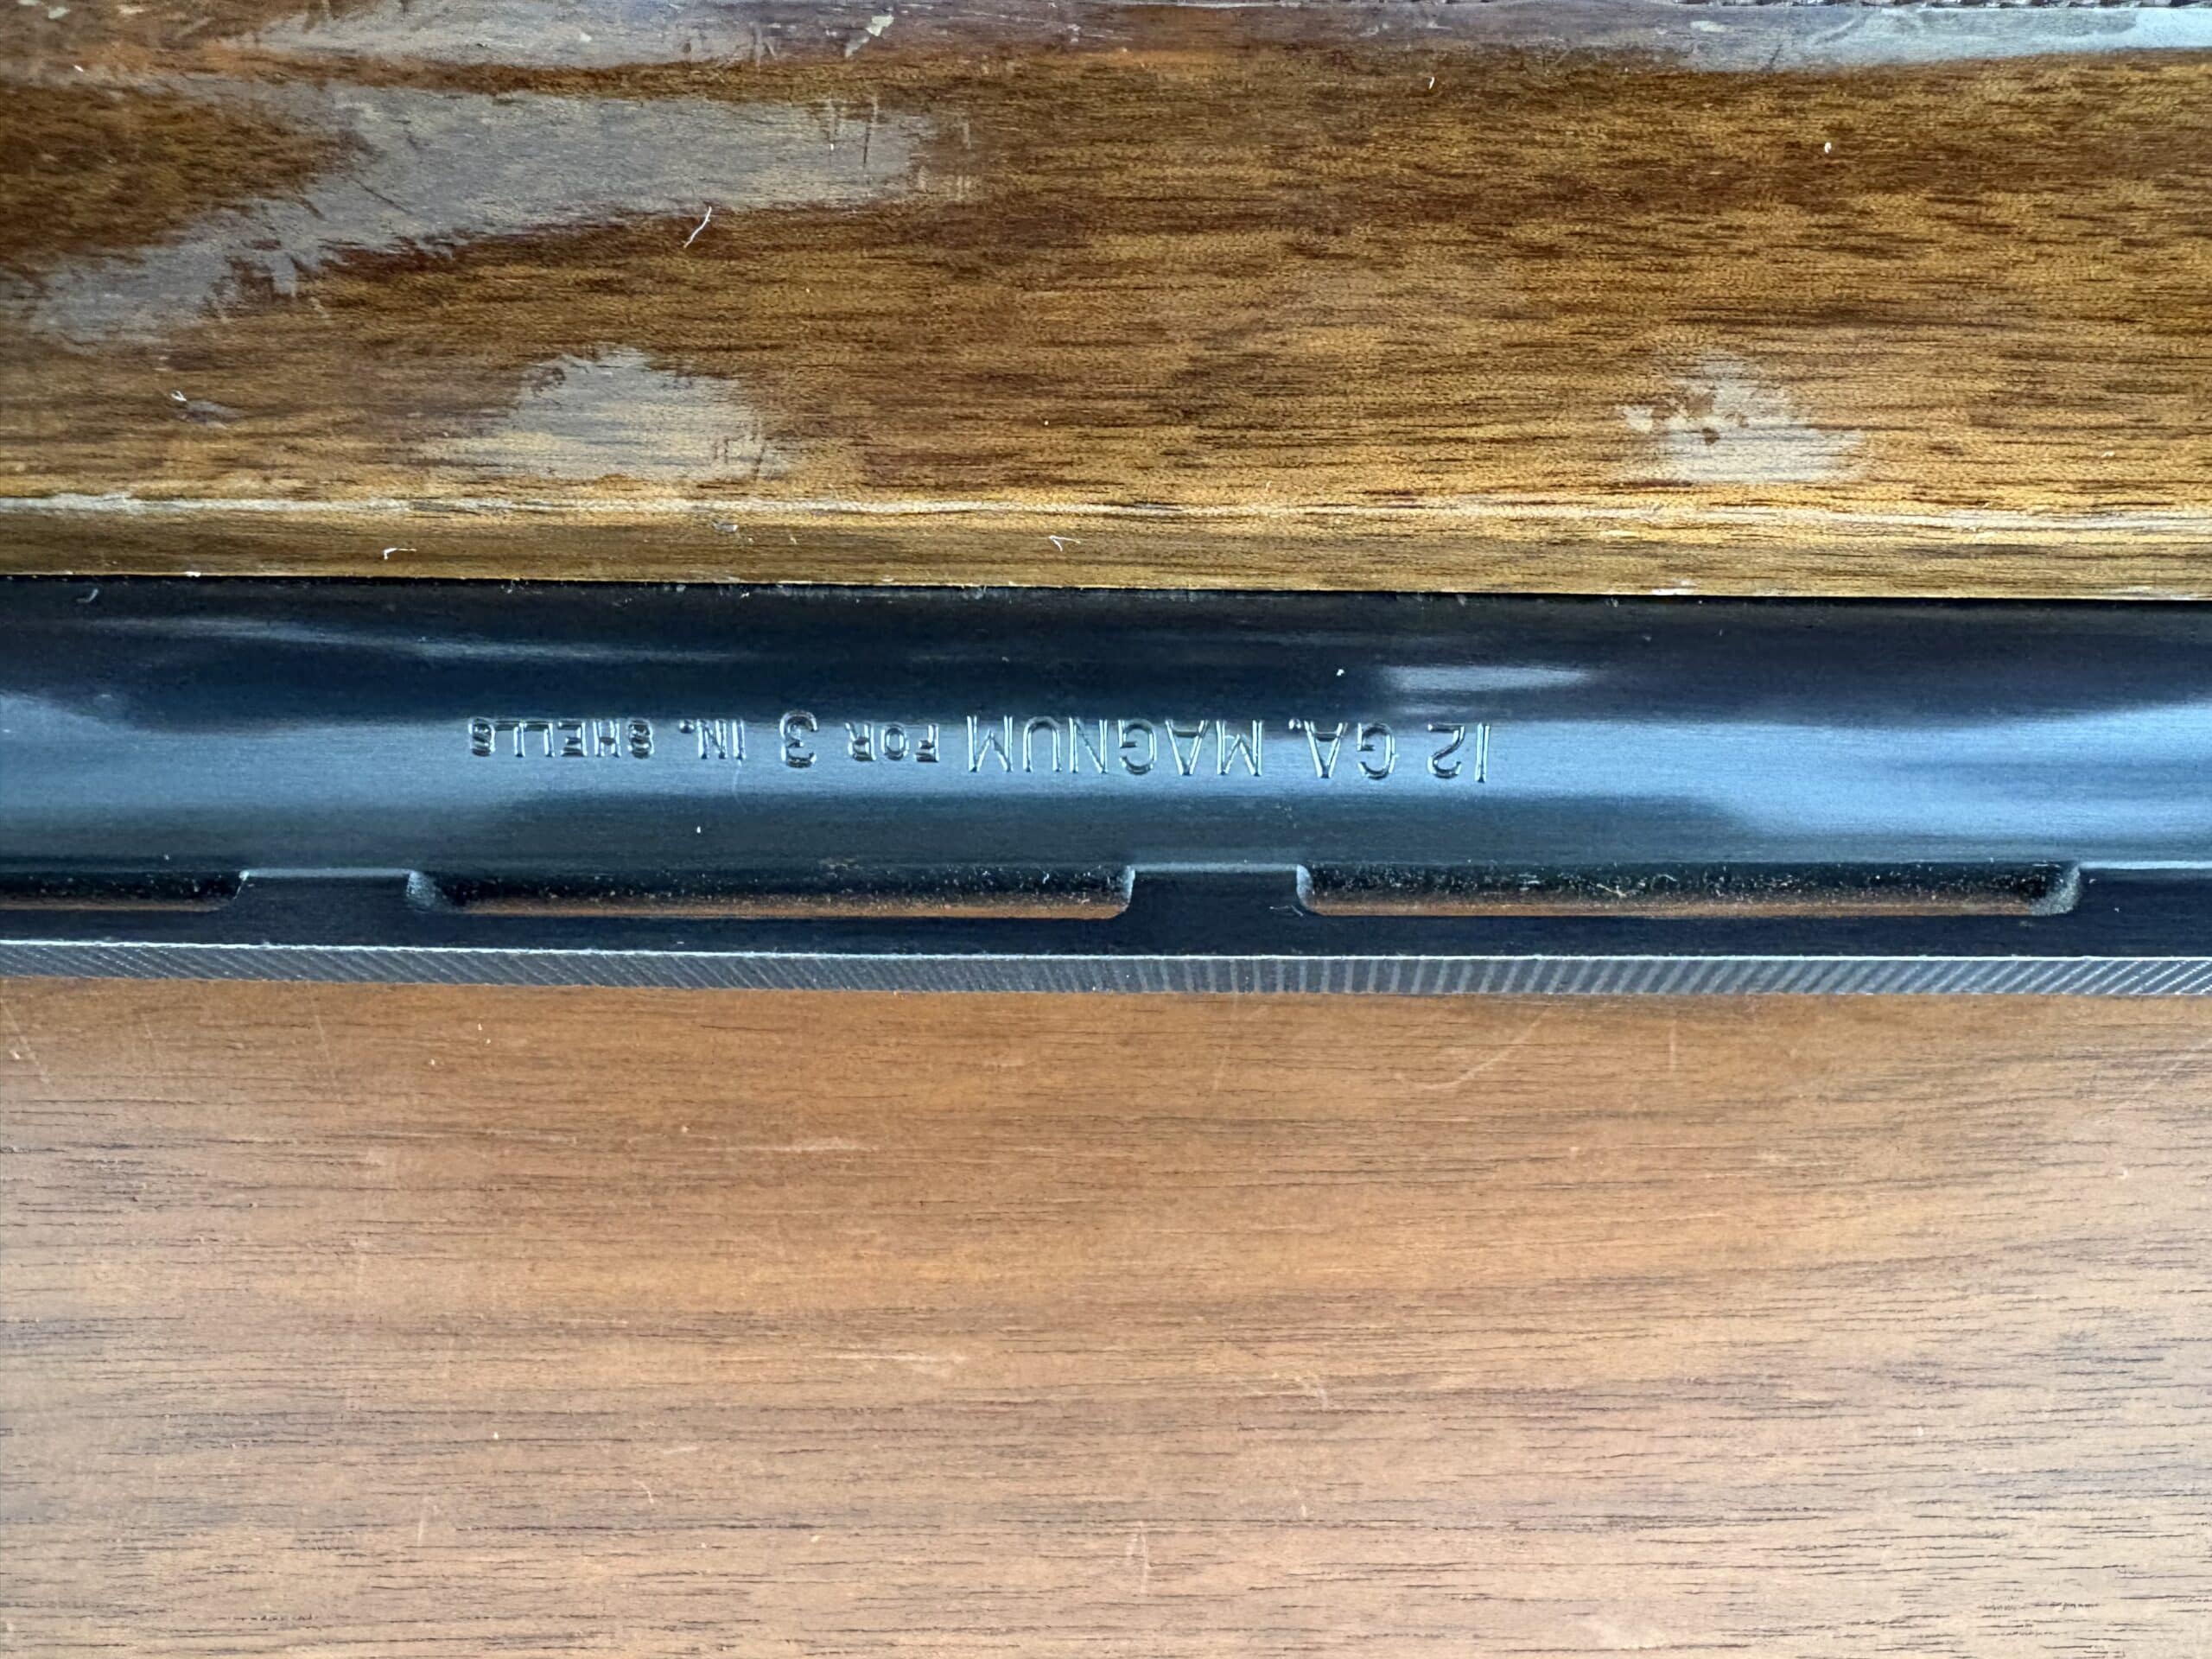 12 GA. MAGNUM FOR 3 IN. SHELLS